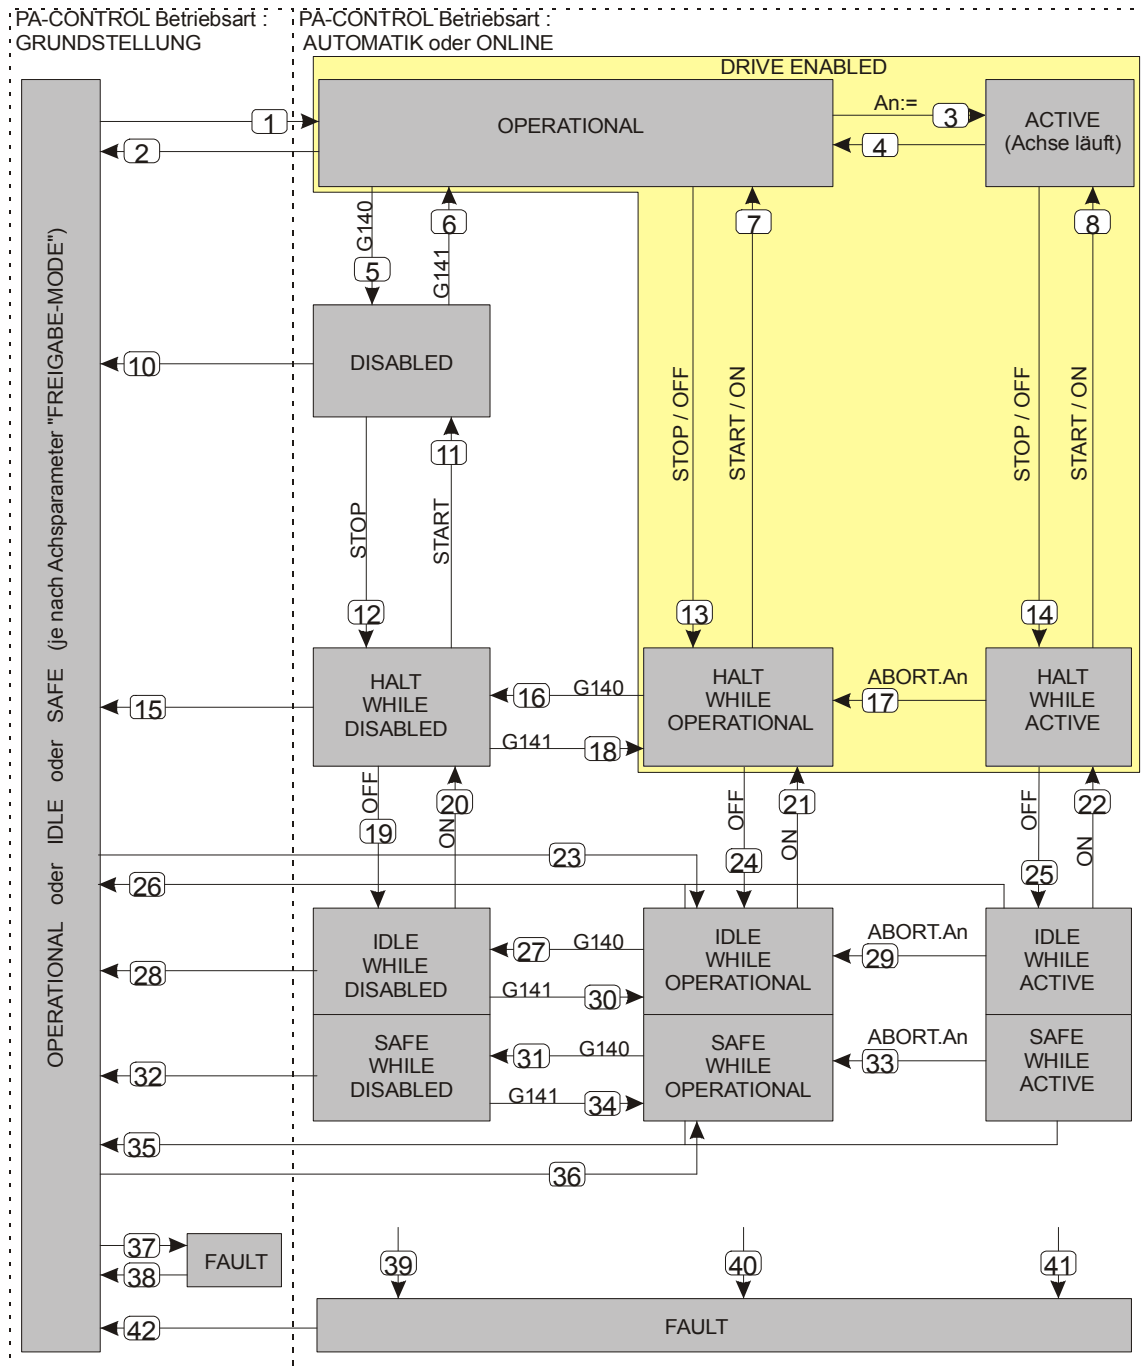 PA-CONTROL Betriebsart :
GRUNDSTELLUNG
PA-CONTROL Betriebsart :
AUTOMATIK oder ONLINE
DRIVE ENABLED
OPERATIONAL
An:=
ACTIVE
(Achse läuft)
1
2
3
4
G140
5
6
G141
7
8
OPERATIONAL oder IDLE oder SAFE (je nach Achsparameter "FREIGABE-MODE")
DISABLED
10
11
STOP
START
STOP / OFF
START / ON
STOP / OFF
START / ON
12
13
14
HALT
WHILE
DISABLED
HALT
WHILE
OPERATIONAL
HALT
WHILE
ACTIVE
15
16
G140
ABORT.An
17
G141
18
OFF
19
20
ON
OFF
21
ON
OFF
22
ON
23
24
25
26
IDLE
WHILE
DISABLED
IDLE
WHILE
OPERATIONAL
IDLE
WHILE
ACTIVE
27
G140
ABORT.An
29
28
G141
30
SAFE
WHILE
DISABLED
SAFE
WHILE
OPERATIONAL
SAFE
WHILE
ACTIVE
31
G140
ABORT.An
33
32
G141
34
35
36
37
38
FAULT
39
40
41
42
FAULT